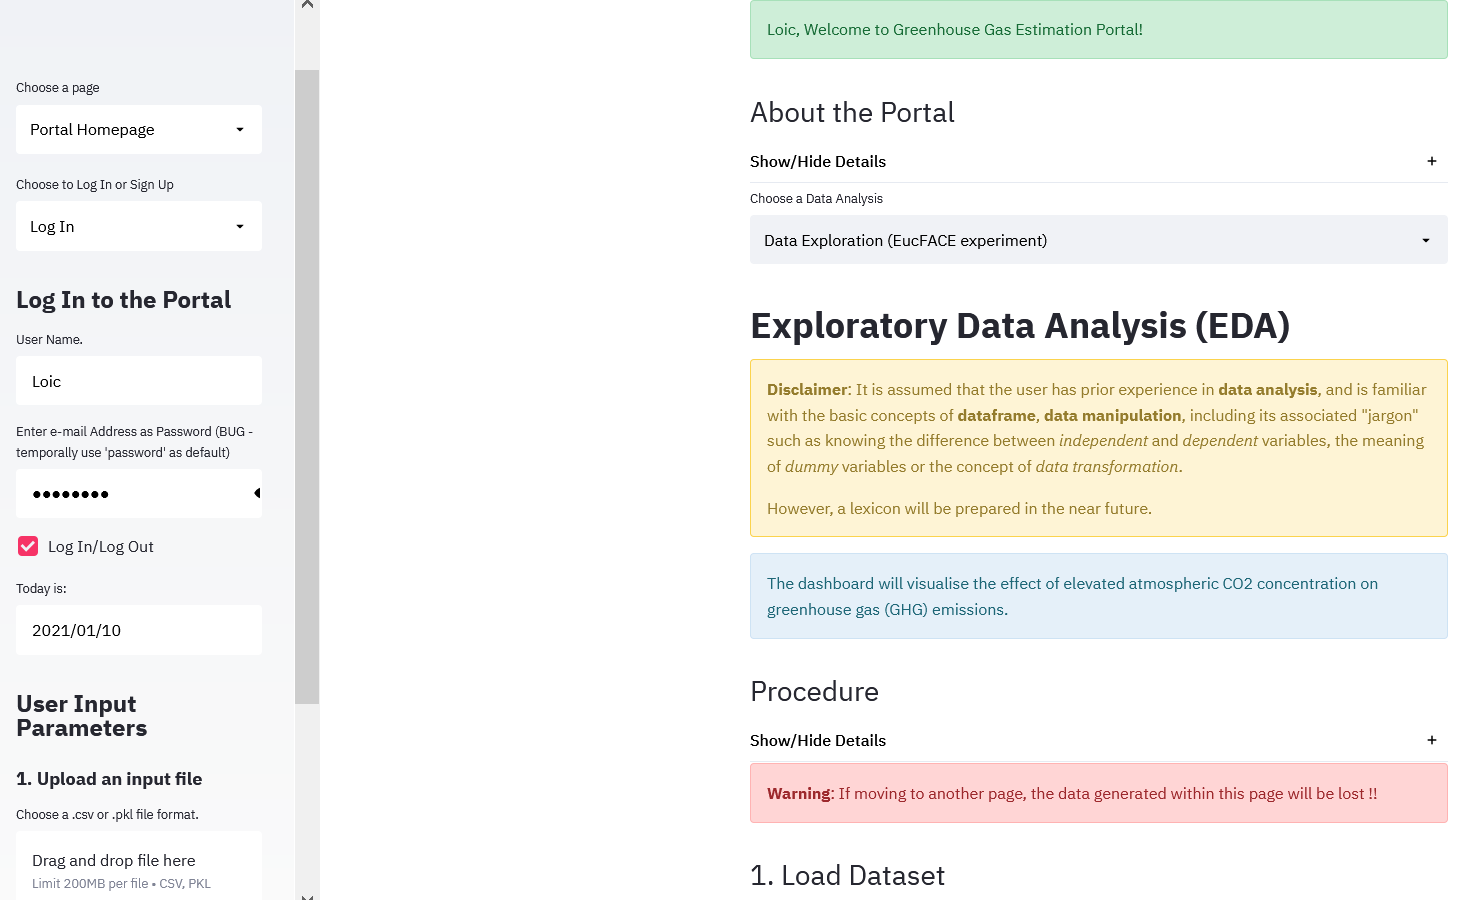 Choose a page
Portal Homepage
Choose to Log In or Sign Up
Log In
Log In to the Portal
User Name.
Loic
Enter e-mail Address as Password (BUG -
temporally use 'password' as default)
●●●●●●●●
Log In/Log Out
Today is:
2021/01/10
User Input
Parameters
1. Upload an input file
Choose a .csv or .pkl file format.
Drag and drop file here
Limit 200MB per file • CSV, PKL
Loic, Welcome to Greenhouse Gas Estimation Portal!
About the Portal
Show/Hide Details +
Choose a Data Analysis
Data Exploration (EucFACE experiment)
Exploratory Data Analysis (EDA)
Disclaimer: It is assumed that the user has prior experience in data analysis, and is familiar
with the basic concepts of dataframe, data manipulation, including its associated "jargon"
such as knowing the difference between independent and dependent variables, the meaning
of dummy variables or the concept of data transformation.
However, a lexicon will be prepared in the near future.
The dashboard will visualise the effect of elevated atmospheric CO2 concentration on
greenhouse gas (GHG) emissions.
Procedure
Show/Hide Details +
Warning: If moving to another page, the data generated within this page will be lost !!
1. Load Dataset